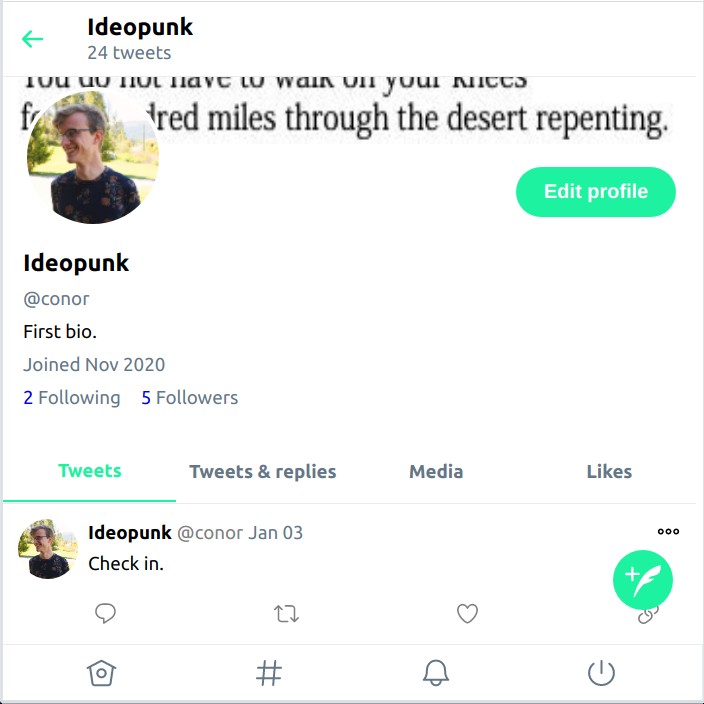 Ideopunk
24 tweets
You do not have to walk on your knees
dred miles through the desert repenting.
Edit profile
Ideopunk
@conor
First bio.
Joined Nov 2020
2 Following 5 Followers
Tweets Tweets & replies Media Likes
Ideopunk @conor Jan 03
Check in.